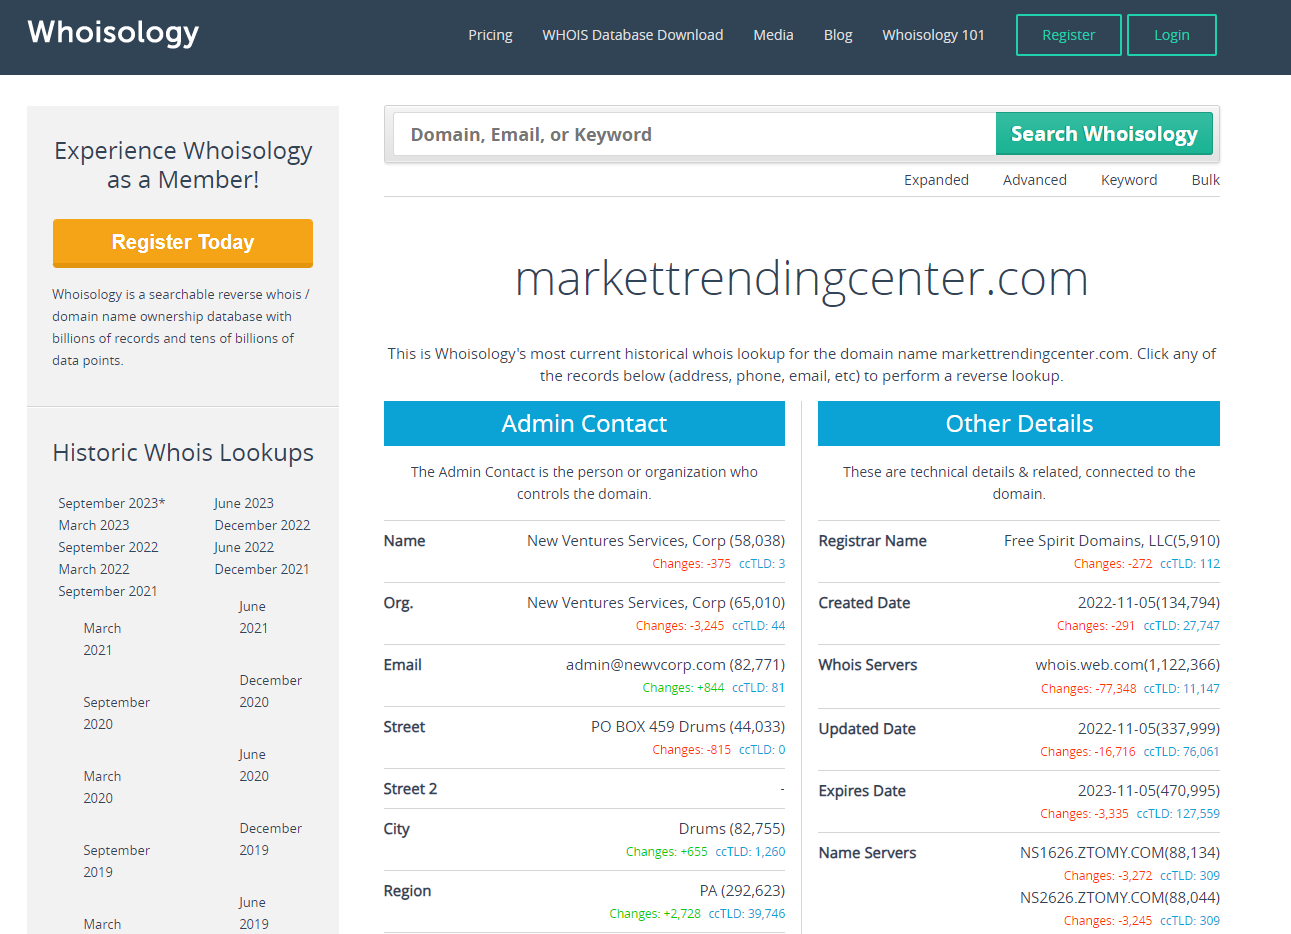 Whoisology
Pricing
WHOIS Database Download
Media
Blog
Whoisology 101
Register
Login
Experience Whoisology
as a Member!
Register Today
Whoisology is a searchable reverse whois /
domain name ownership database with
billions of records and tens of billions of
data points.
Historic Whois Lookups
September 2023* June 2023
March 2023 December 2022
September 2022 June 2022
March 2022 December 2021
September 2021
June
2021
March
2021
December
2020
September
2020
June
2020
March
2020
December
2019
September
2019
June
2019
March
Domain, Email, or Keyword
Search Whoisology
Expanded
Advanced
Keyword
Bulk
markettrendingcenter.com
This is Whoisology's most current historical whois lookup for the domain name markettrendingcenter.com. Click any of
the records below (address, phone, email, etc) to perform a reverse lookup.
Admin Contact
The Admin Contact is the person or organization who
controls the domain.
Name New Ventures Services, Corp (58,038)
Changes: -375 ccTLD: 3
Org. New Ventures Services, Corp (65,010)
Changes: -3,245 ccTLD: 44
Email admin@newvcorp.com (82,771)
Changes: +844 ccTLD: 81
Street PO BOX 459 Drums (44,033)
Changes: -815 ccTLD: 0
Street 2 -
City Drums (82,755)
Changes: +655 ccTLD: 1,260
Region PA (292,623)
Changes: +2,728 ccTLD: 39,746
Other Details
These are technical details & related, connected to the
domain.
Registrar Name Free Spirit Domains, LLC(5,910)
Changes: -272 ccTLD: 112
Created Date 2022-11-05(134,794)
Changes: -291 ccTLD: 27,747
Whois Servers whois.web.com(1,122,366)
Changes: -77,348 ccTLD: 11,147
Updated Date 2022-11-05(337,999)
Changes: -16,716 ccTLD: 76,061
Expires Date 2023-11-05(470,995)
Changes: -3,335 ccTLD: 127,559
Name Servers NS1626.ZTOMY.COM(88,134)
Changes: -3,272 ccTLD: 309
NS2626.ZTOMY.COM(88,044)
Changes: -3,245 ccTLD: 309